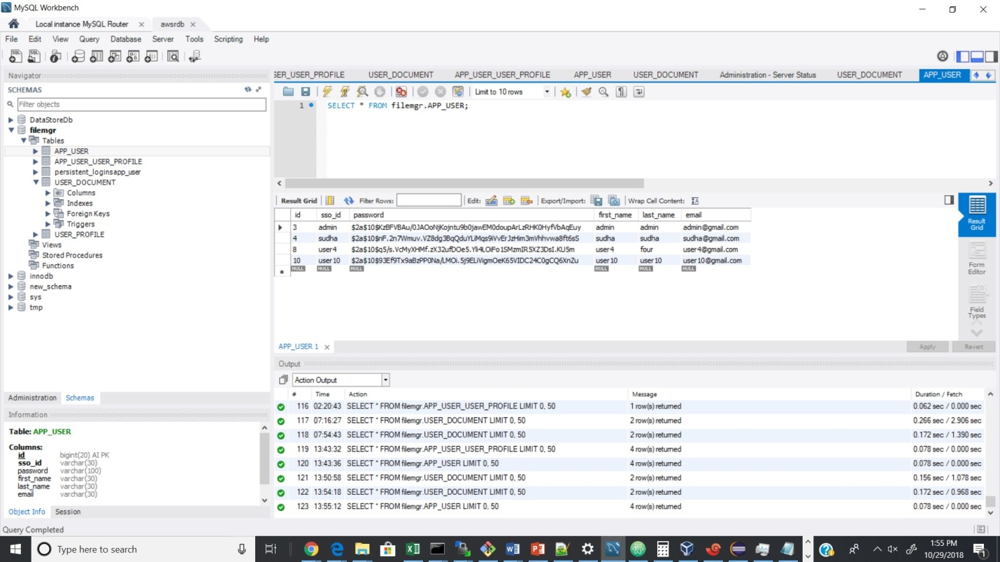 MySQL Workbench
Local instance MySQL Router × awsrdb ×
File Edit View Query Database Server Tools Scripting Help
Navigator
SCHEMAS
Filter objects
DataStoreDb
filemgr
Tables
APP_USER
APP_USER_USER_PROFILE
persistent_loginsapp_user
USER_DOCUMENT
Columns
Indexes
Foreign Keys
Triggers
USER_PROFILE
Views
Stored Procedures
Functions
innodb
new_schema
sys
tmp
Administration Schemas
Information
Table: APP_USER
Columns:
id bigint(20) AI PK
sso_id varchar(30)
password varchar(100)
first_name varchar(30)
last_name varchar(30)
email varchar(30)
Object Info Session
SER_USER_PROFILE USER_DOCUMENT APP_USER_USER_PROFILE APP_USER USER_DOCUMENT Administration - Server Status USER_DOCUMENT APP_USER
Limit to 10 rows
1 SELECT * FROM filemgr.APP_USER;
Result Grid Filter Rows: Edit: Export/Import: Wrap Cell Content:
id sso_id password first_name last_name email
3 admin $2a$10$KzBFVBAu/0JAOoNjKojntu9b0jawEM0doupArLzRHK0HyfVbAqEuy admin admin admin@gmail.com
4 sudha $2a$10$nF.2n7Wmuv.VZ8dg3BqQduYLiMqs9iVvErJzHim3mVhhvwa8ft6sS sudha sudha sudha@gmail.com
8 user4 $2a$10$q5/s.VcMyXHMf.zX32ufDOe5.Yli4LOiFo1SMzmIR5XZ3DsI.KUSm user4 four user4@gmail.com
10 user10 $2a$10$93Ef9Tx9aBzPP0Na/LMOi.5j9ELiVigmOeK65VIDC24C0gCQ6XnZu user10 user10 user10@gmail.com
NULL NULL NULL NULL NULL NULL
Result Grid
Form Editor
Field Types
APP_USER 1 × Apply Revert
Output
Action Output
# Time Action Message Duration / Fetch
116 02:20:43 SELECT * FROM filemgr.APP_USER_USER_PROFILE LIMIT 0, 50 1 row(s) returned 0.062 sec / 0.000 sec
117 07:16:27 SELECT * FROM filemgr.USER_DOCUMENT LIMIT 0, 50 2 row(s) returned 0.266 sec / 2.906 sec
118 07:54:43 SELECT * FROM filemgr.USER_DOCUMENT LIMIT 0, 50 2 row(s) returned 0.172 sec / 1.390 sec
119 13:43:32 SELECT * FROM filemgr.APP_USER_USER_PROFILE LIMIT 0, 50 4 row(s) returned 0.078 sec / 0.000 sec
120 13:43:36 SELECT * FROM filemgr.APP_USER LIMIT 0, 50 4 row(s) returned 0.078 sec / 0.000 sec
121 13:50:58 SELECT * FROM filemgr.USER_DOCUMENT LIMIT 0, 50 2 row(s) returned 0.156 sec / 1.078 sec
122 13:54:18 SELECT * FROM filemgr.USER_DOCUMENT LIMIT 0, 50 2 row(s) returned 0.172 sec / 0.968 sec
123 13:55:12 SELECT * FROM filemgr.APP_USER LIMIT 0, 50 4 row(s) returned 0.078 sec / 0.000 sec
Query Completed
Type here to search
1:55 PM
10/29/2018
1